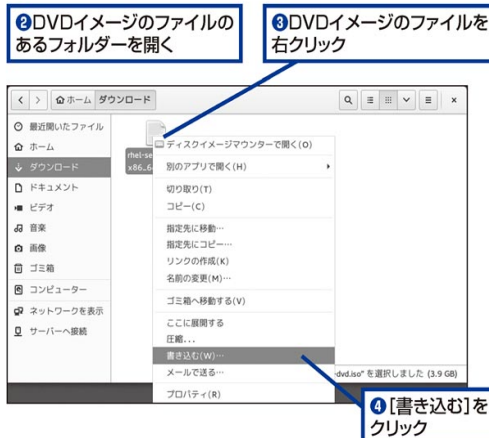 ❷DVDイメージのファイルの
あるフォルダーを開く
❸DVDイメージのファイルを
右クリック
ホーム ダウンロード
最近開いたファイル
ホーム
ダウンロード
ドキュメント
ビデオ
音楽
画像
ゴミ箱
コンピューター
ネットワークを表示
サーバーへ接続
rhel-se
x86_6
ディスクイメージマウンターで開く(O)
別のアプリで開く(H)
切り取り(T)
コピー(C)
指定先に移動…
指定先にコピー…
リンクの作成(K)
名前の変更(M)…
ゴミ箱へ移動する(V)
ここに展開する
圧縮...
書き込む(W)…
メールで送る…
プロパティ(R)
-dvd.iso" を選択しました (3.9 GB)
❹[書き込む]を
クリック